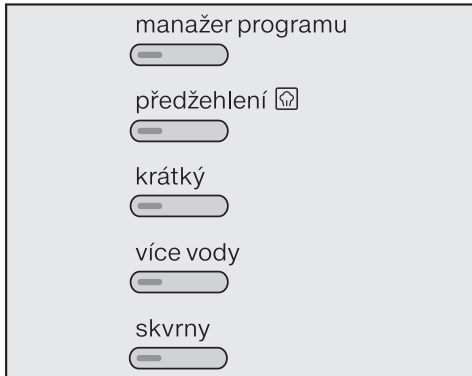 manažer programu
předžehlení
krátký
více vody
skvrny